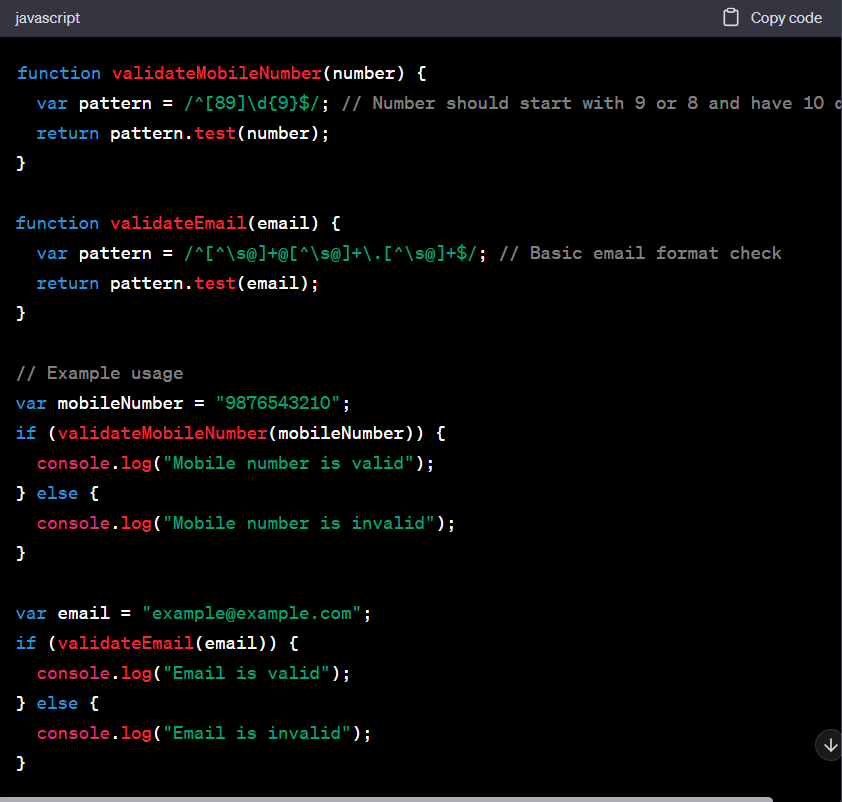 javascript
Copy code
function validateMobileNumber(number) {
  var pattern = /^[89]\d{9}$/; // Number should start with 9 or 8 and have 10
  return pattern.test(number);
}
function validateEmail(email) {
  var pattern = /^[^\s@]+@[^\s@]+\.[^\s@]+$/; // Basic email format check
  return pattern.test(email);
}
// Example usage
var mobileNumber = "9876543210";
if (validateMobileNumber(mobileNumber)) {
  console.log("Mobile number is valid");
} else {
  console.log("Mobile number is invalid");
}
var email = "example@example.com";
if (validateEmail(email)) {
  console.log("Email is valid");
} else {
  console.log("Email is invalid");
}